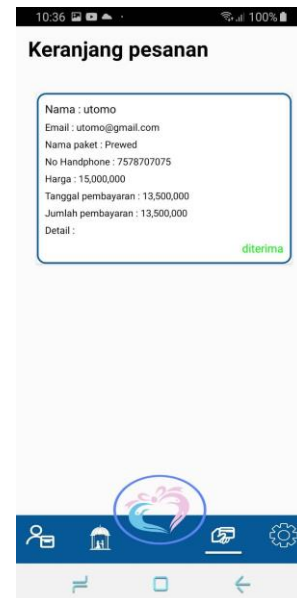 10:36
100%
Keranjang pesanan
Nama : utomo
Email : utomo@gmail.com
Nama paket : Prewed
No Handphone : 7578707075
Harga : 15,000,000
Tanggal pembayaran : 13,500,000
Jumlah pembayaran : 13,500,000
Detail :
diterima